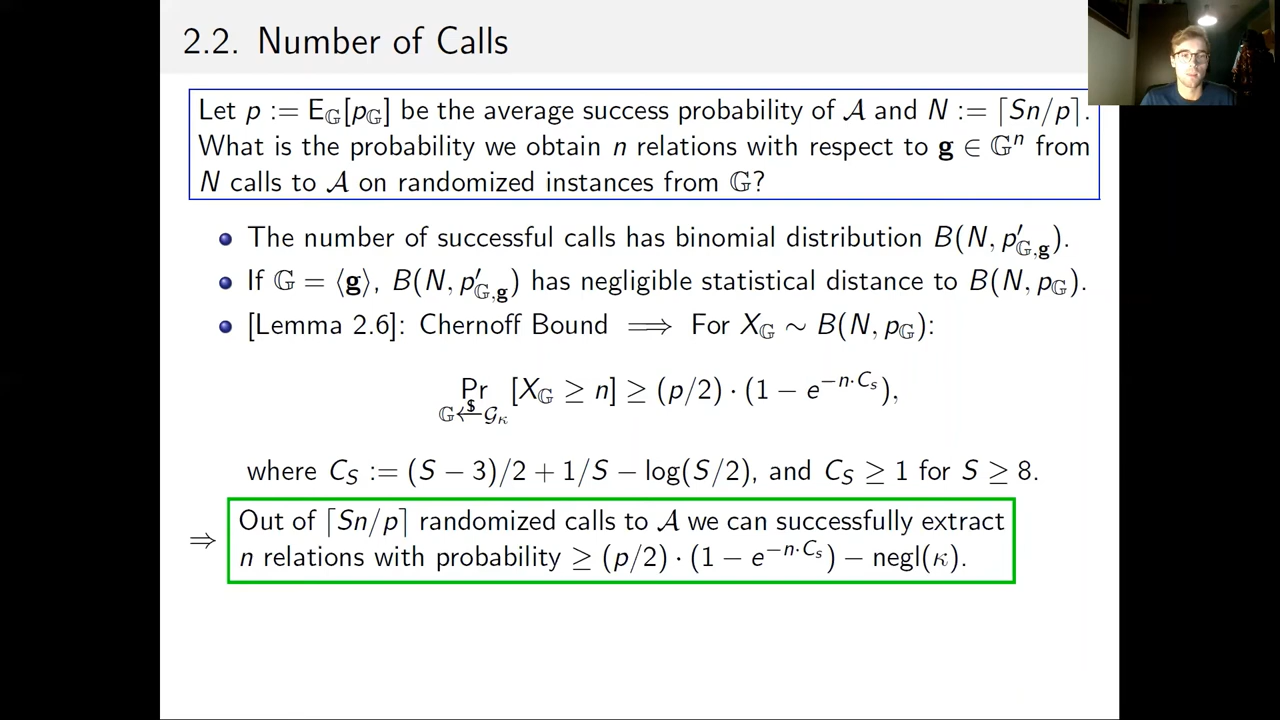 2.2. Number of Calls
Let p := E_𝔾[p_𝔾] be the average success probability of 𝒜 and N := ⌈Sn/p⌉.
What is the probability we obtain n relations with respect to 𝐠 ∈ 𝔾ⁿ from
N calls to 𝒜 on randomized instances from 𝔾?
The number of successful calls has binomial distribution B(N, p′_{𝔾,𝐠}).
If 𝔾 = ⟨𝐠⟩, B(N, p′_{𝔾,𝐠}) has negligible statistical distance to B(N, p_𝔾).
[Lemma 2.6]: Chernoff Bound ⟹ For X_𝔾 ∼ B(N, p_𝔾):
Pr_{𝔾 ←$ 𝒢_κ} [X_𝔾 ≥ n] ≥ (p/2) · (1 − e^{−n·C_s}),
where C_S := (S − 3)/2 + 1/S − log(S/2), and C_S ≥ 1 for S ≥ 8.
⇒ Out of ⌈Sn/p⌉ randomized calls to 𝒜 we can successfully extract
n relations with probability ≥ (p/2) · (1 − e^{−n·C_s}) − negl(κ).